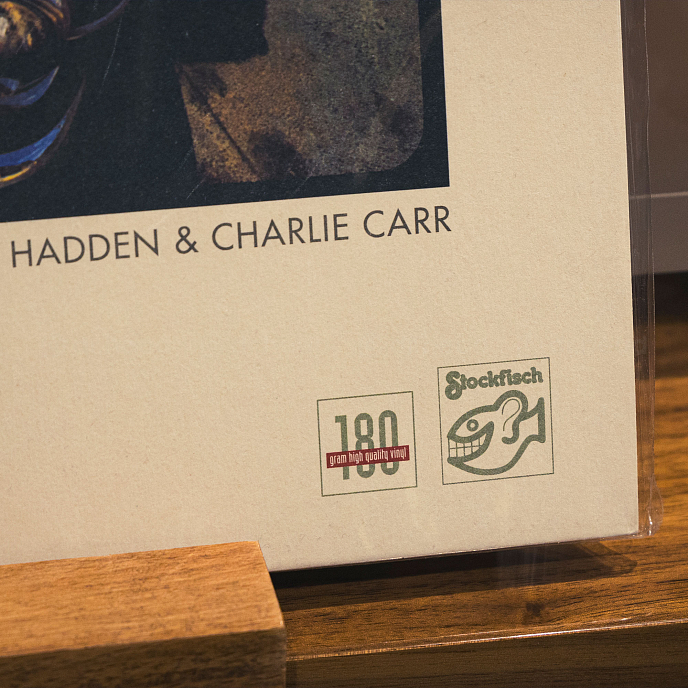 HADDEN & CHARLIE CARR
Stockfisch
180
gram high quality vinyl